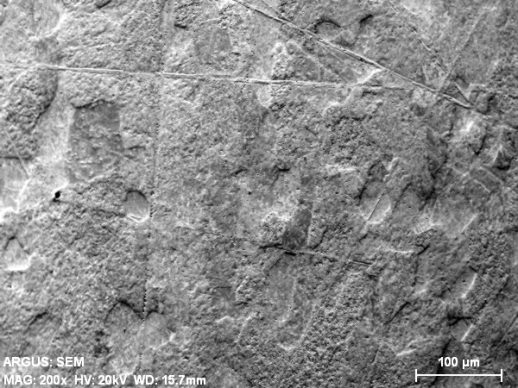 ARGUS: SEM
MAG: 200x HV: 20kV WD: 15.7mm
100 µm